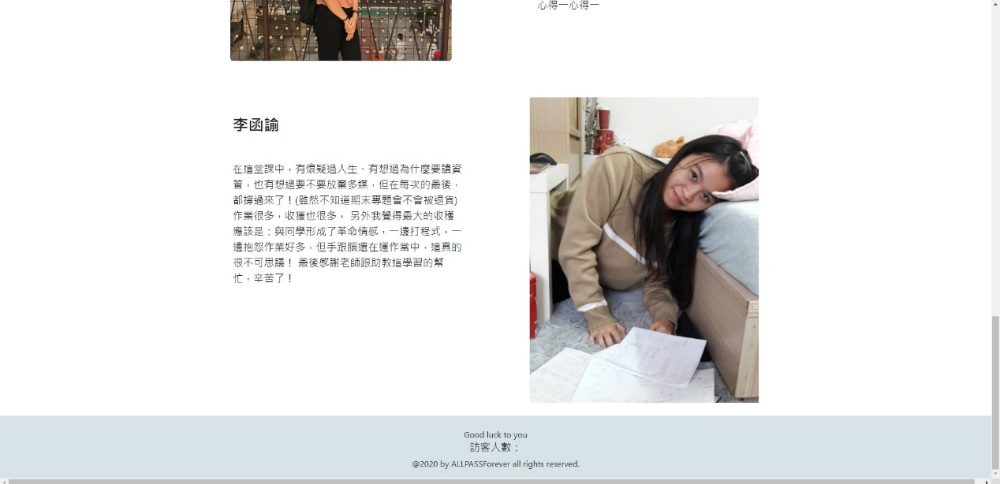 心得一心得一
李函諭
在這堂課中，有懷疑過人生、有想過為什麼要讀資
管，也有想過要不要放棄多媒，但在每次的最後，
都撐過來了！(雖然不知道期末專題會不會被退貨)
作業很多，收獲也很多， 另外我覺得最大的收穫
應該是：與同學形成了革命情感，一邊打程式，一
邊抱怨作業好多，但手跟腦還在運作當中，這真的
很不可思議！ 最後感謝老師跟助教這學習的幫
忙，辛苦了！
Good luck to you
訪客人數：
@2020 by ALLPASSForever all rights reserved.